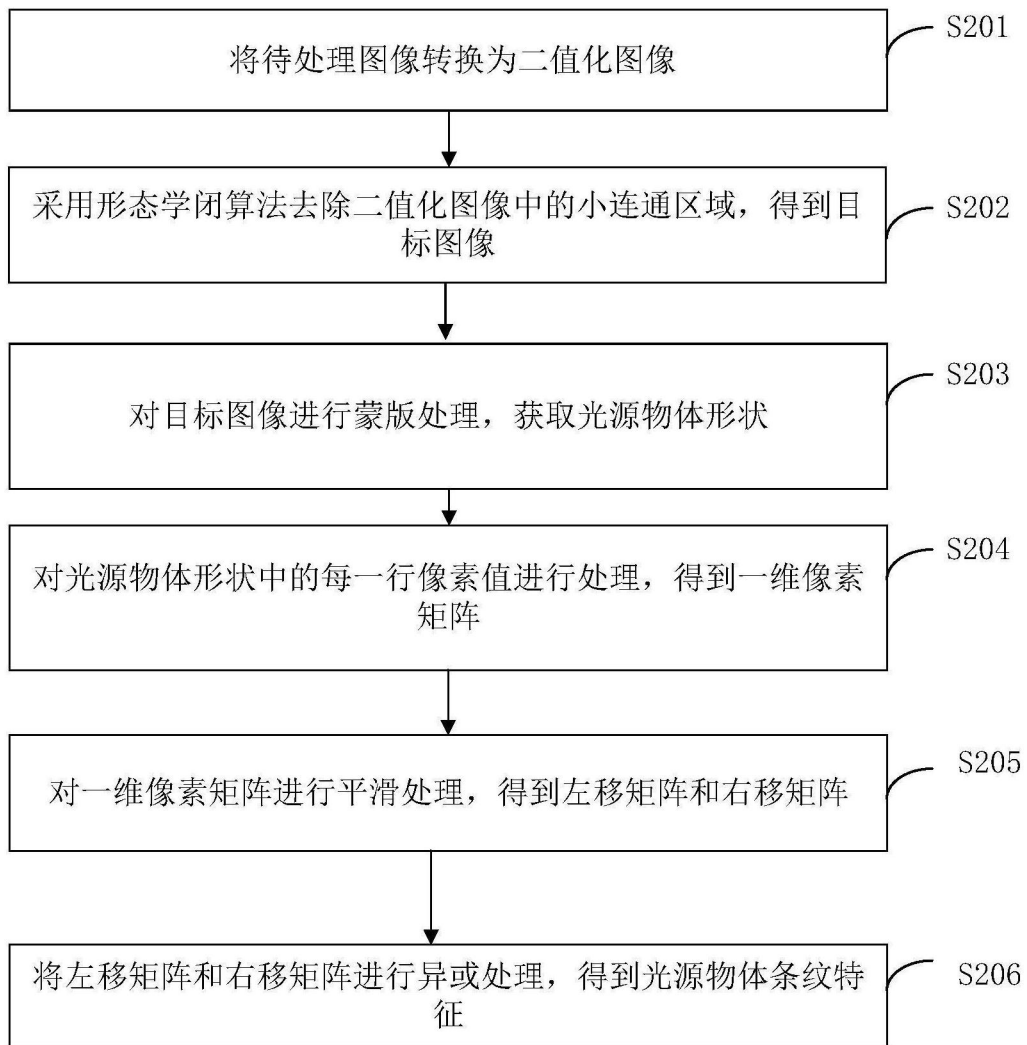 将待处理图像转换为二值化图像
S201
采用形态学闭算法去除二值化图像中的小连通区域，得到目
标图像
S202
对目标图像进行蒙版处理，获取光源物体形状
S203
对光源物体形状中的每一行像素值进行处理，得到一维像素
矩阵
S204
对一维像素矩阵进行平滑处理，得到左移矩阵和右移矩阵
S205
将左移矩阵和右移矩阵进行异或处理，得到光源物体条纹特
征
S206